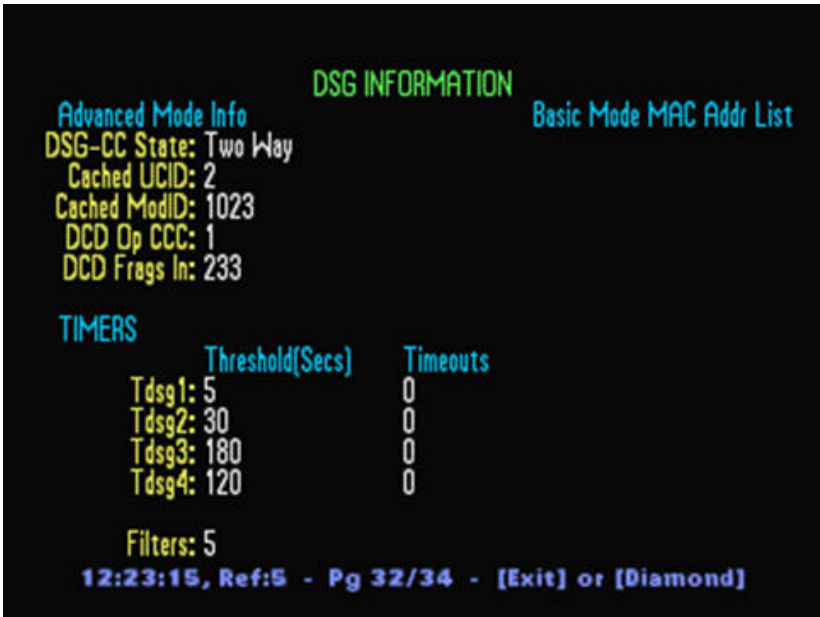 DSG INFORMATION
Advanced Mode Info Basic Mode MAC Addr List
DSG-CC State: Two Way
Cached UCID: 2
Cached ModID: 1023
DCD Op CCC: 1
DCD Frags In: 233
TIMERS
Threshold(Secs) Timeouts
Tdsg1: 5 0
Tdsg2: 30 0
Tdsg3: 180 0
Tdsg4: 120 0
Filters: 5
12:23:15, Ref:5 - Pg 32/34 - [Exit] or [Diamond]